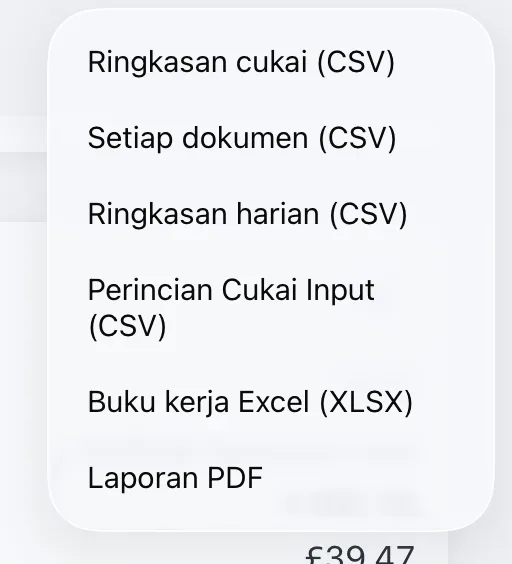 Ringkasan cukai (CSV)
Setiap dokumen (CSV)
Ringkasan harian (CSV)
Perincian Cukai Input
(CSV)
Buku kerja Excel (XLSX)
Laporan PDF
£39.47